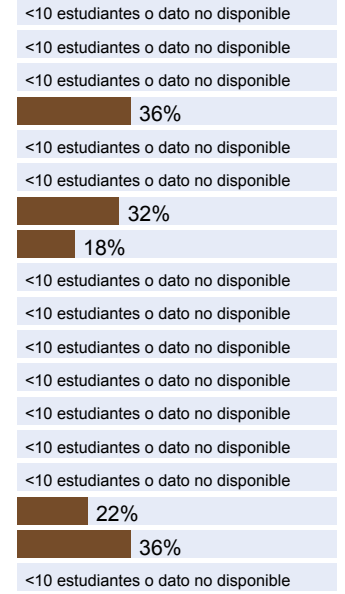 <10 estudiantes o dato no disponible
<10 estudiantes o dato no disponible
<10 estudiantes o dato no disponible
36%
<10 estudiantes o dato no disponible
<10 estudiantes o dato no disponible
32%
18%
<10 estudiantes o dato no disponible
<10 estudiantes o dato no disponible
<10 estudiantes o dato no disponible
<10 estudiantes o dato no disponible
<10 estudiantes o dato no disponible
<10 estudiantes o dato no disponible
<10 estudiantes o dato no disponible
22%
36%
<10 estudiantes o dato no disponible